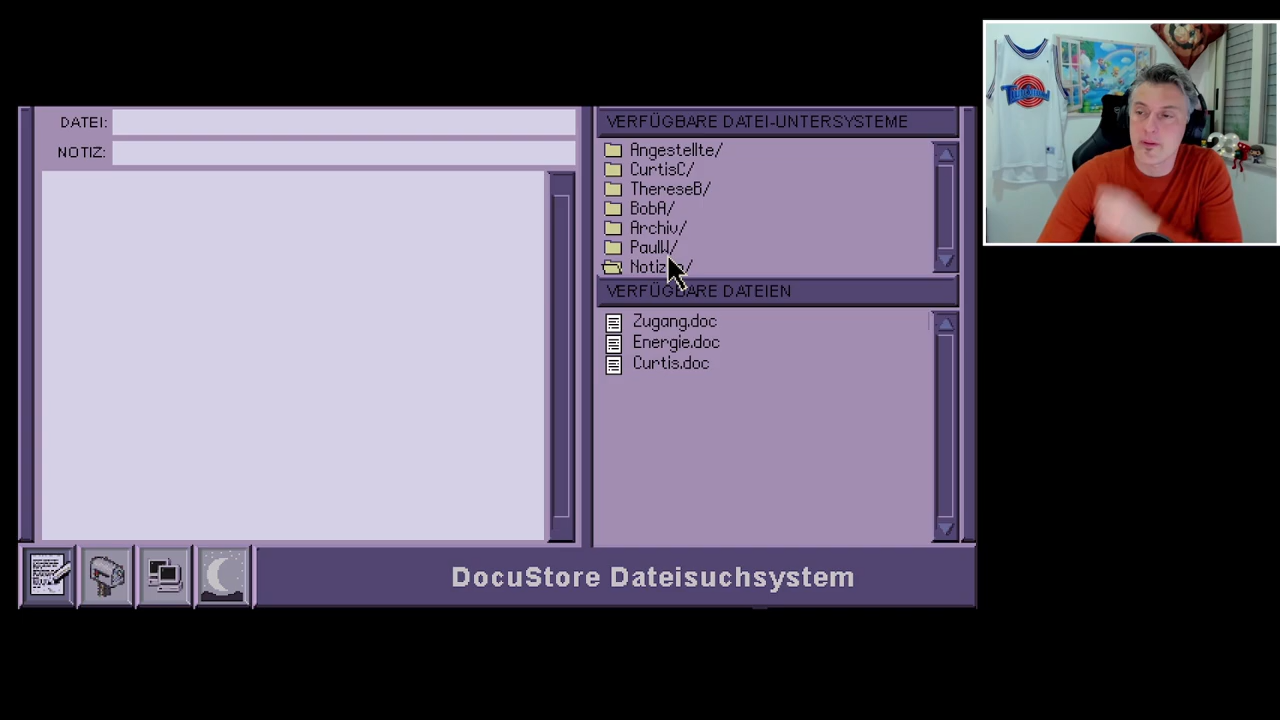 DATEI:
NOTIZ:
VERFÜGBARE DATEI-UNTERSYSTEME
Angestellte/
CurtisC/
ThereseB/
BobA/
Archiv/
PaulW/
VERFÜGBARE DATEIEN
Zugang.doc
Energie.doc
Curtis.doc
DocuStore Dateisuchsystem